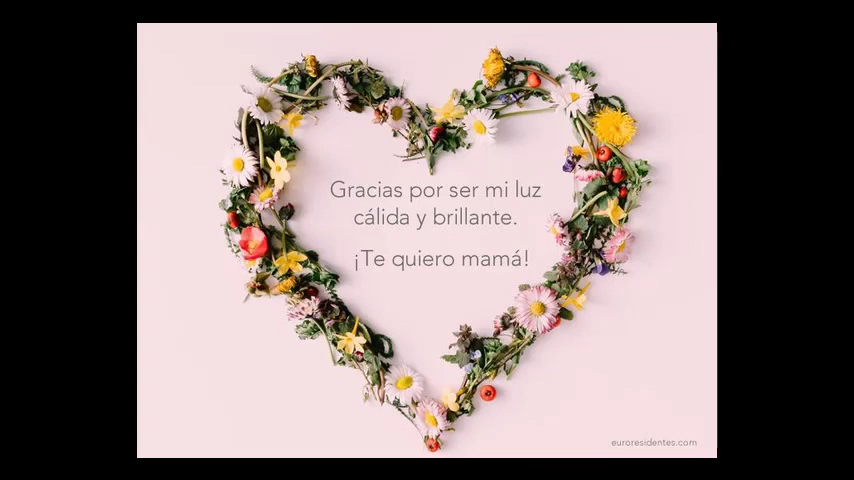 Gracias por ser mi luz
cálida y brillante.
¡Te quiero mamá!
euroresidentes.com